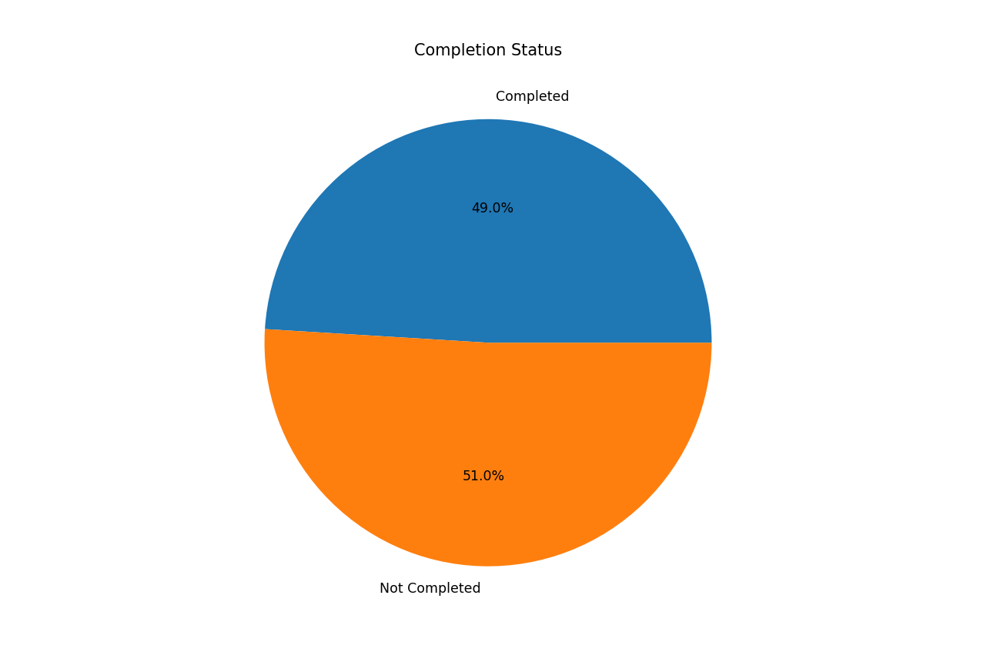 Completion Status
Completed
49.0%
51.0%
Not Completed